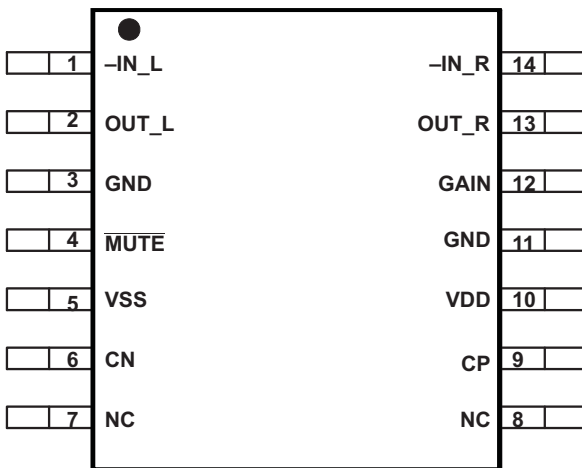 1 –IN_L –IN_R 14
2 OUT_L OUT_R 13
3 GND GAIN 12
4 M̅U̅T̅E̅ GND 11
5 VSS VDD 10
6 CN CP 9
7 NC NC 8